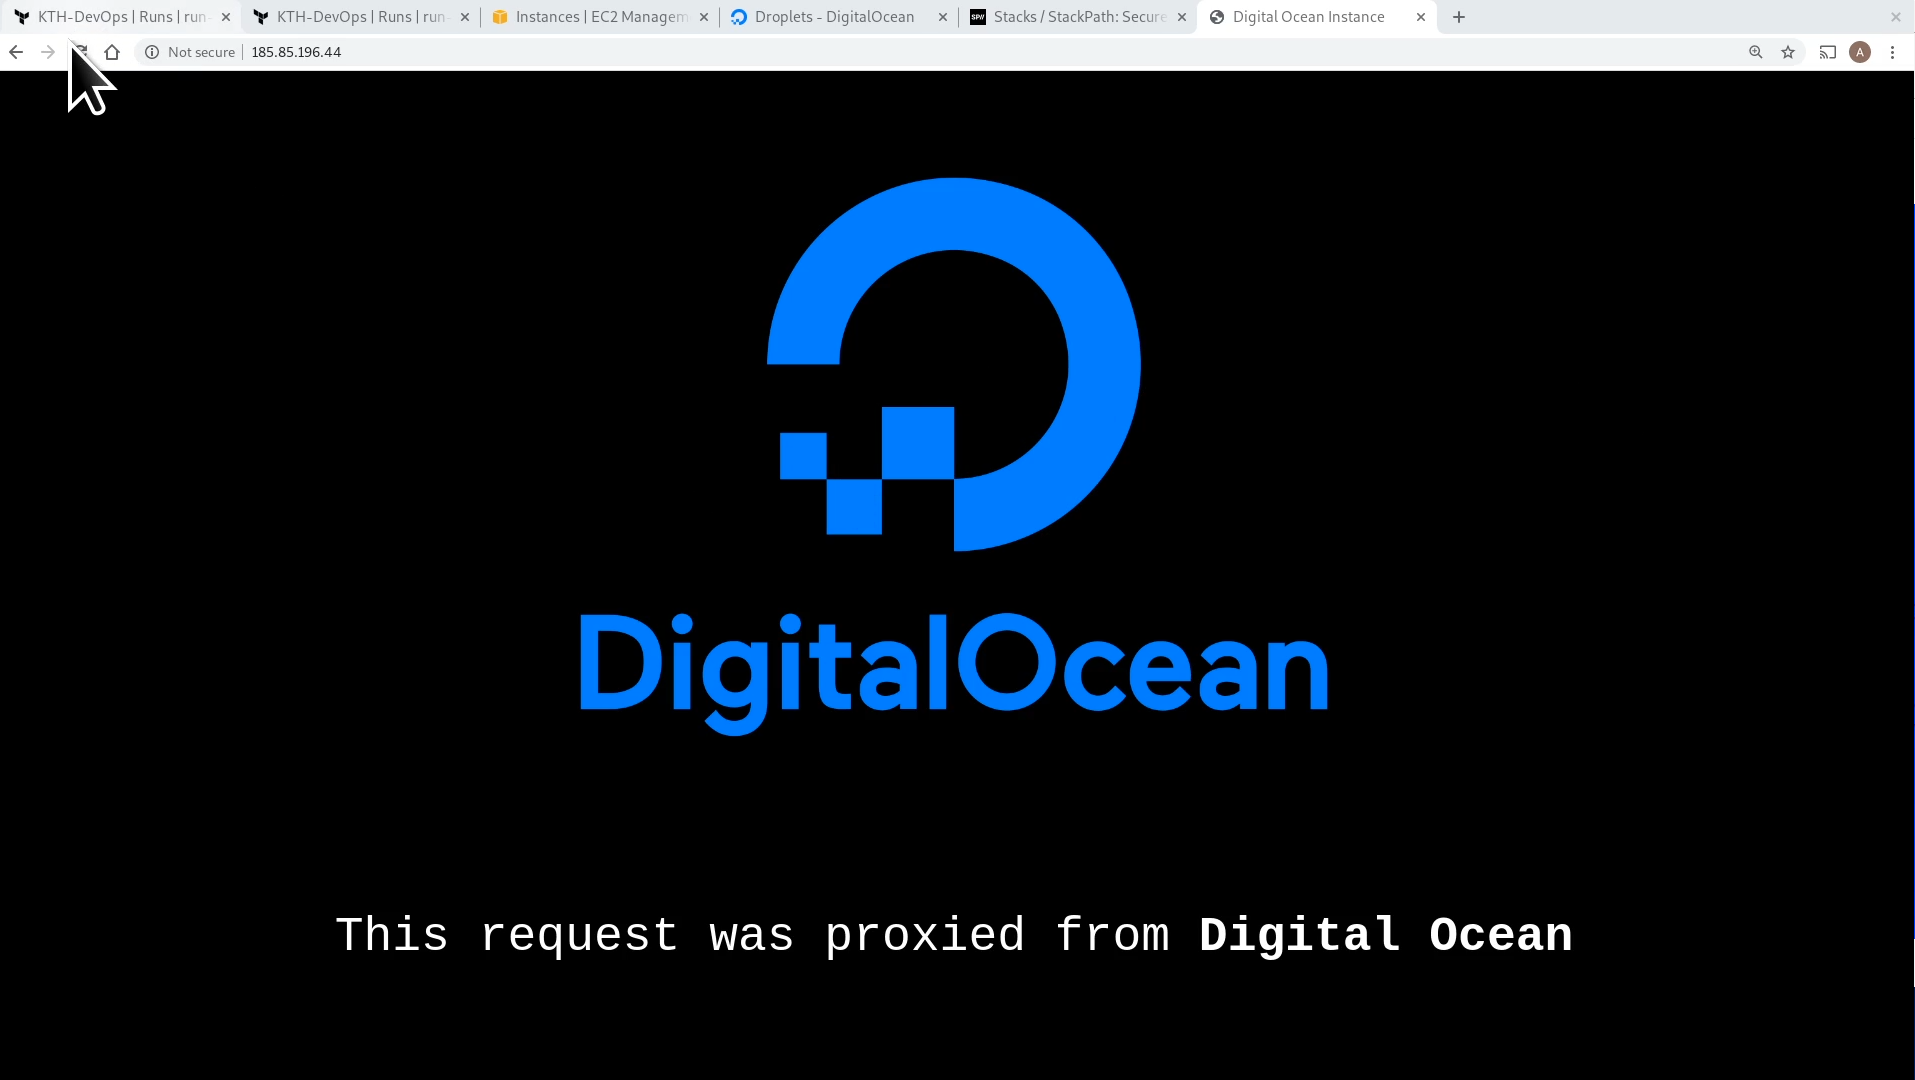 KTH-DevOps | Runs | run-
KTH-DevOps | Runs | run-
Instances | EC2 Managem
Droplets - DigitalOcean
Stacks / StackPath: Secure
Digital Ocean Instance
Not secure
185.85.196.44
A
DigitalOcean
This request was proxied from Digital Ocean